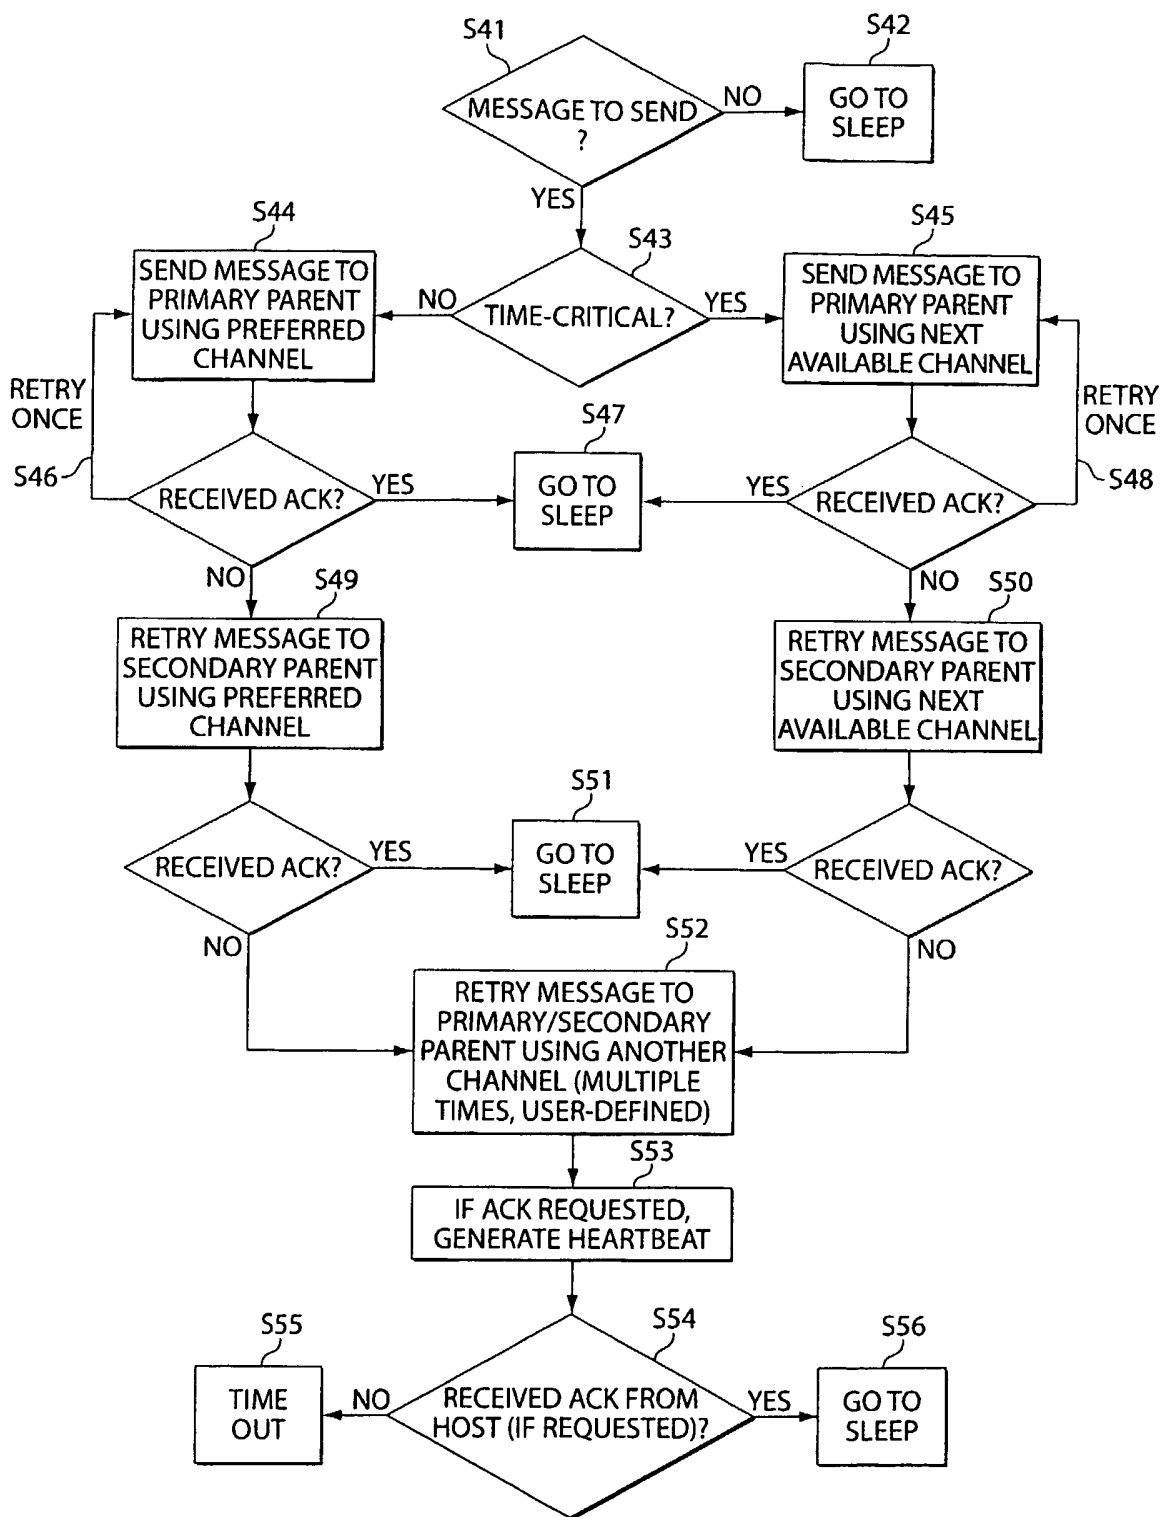 S41
MESSAGE TO SEND
?
NO
S42
GO TO
SLEEP
YES
S44
SEND MESSAGE TO
PRIMARY PARENT
USING PREFERRED
CHANNEL
NO
S43
TIME-CRITICAL?
YES
S45
SEND MESSAGE TO
PRIMARY PARENT
USING NEXT
AVAILABLE CHANNEL
RETRY
ONCE
S46
RECEIVED ACK?
YES
S47
GO TO
SLEEP
YES
RECEIVED ACK?
RETRY
ONCE
S48
NO
S49
RETRY MESSAGE TO
SECONDARY PARENT
USING PREFERRED
CHANNEL
NO
S50
RETRY MESSAGE TO
SECONDARY PARENT
USING NEXT
AVAILABLE CHANNEL
RECEIVED ACK?
YES
S51
GO TO
SLEEP
YES
RECEIVED ACK?
NO
NO
S52
RETRY MESSAGE TO
PRIMARY/SECONDARY
PARENT USING ANOTHER
CHANNEL (MULTIPLE
TIMES, USER-DEFINED)
S53
IF ACK REQUESTED,
GENERATE HEARTBEAT
S55
TIME
OUT
NO
S54
RECEIVED ACK FROM
HOST (IF REQUESTED)?
YES
S56
GO TO
SLEEP